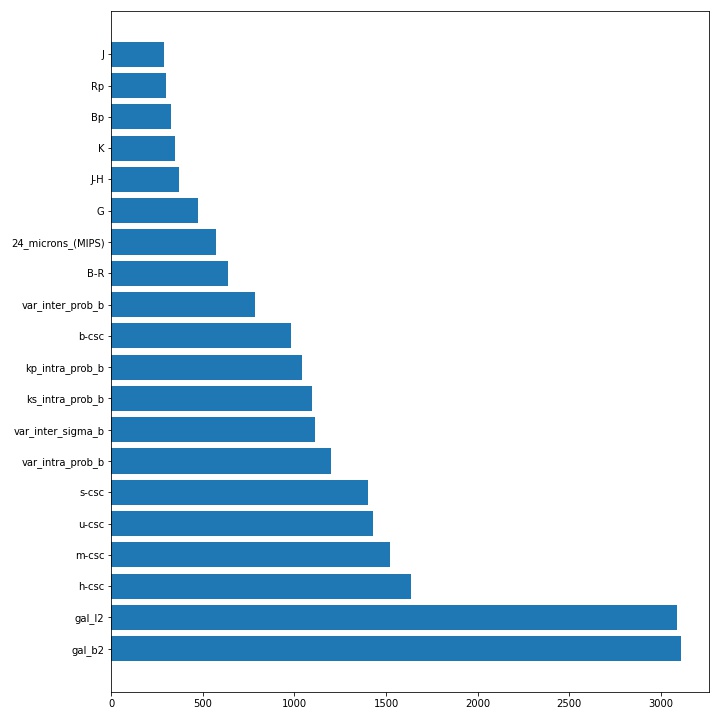 J
Rp
Bp
K
J-H
G
24_microns_(MIPS)
B-R
var_inter_prob_b
b-csc
kp_intra_prob_b
ks_intra_prob_b
var_inter_sigma_b
var_intra_prob_b
s-csc
u-csc
m-csc
h-csc
gal_l2
gal_b2
0 500 1000 1500 2000 2500 3000